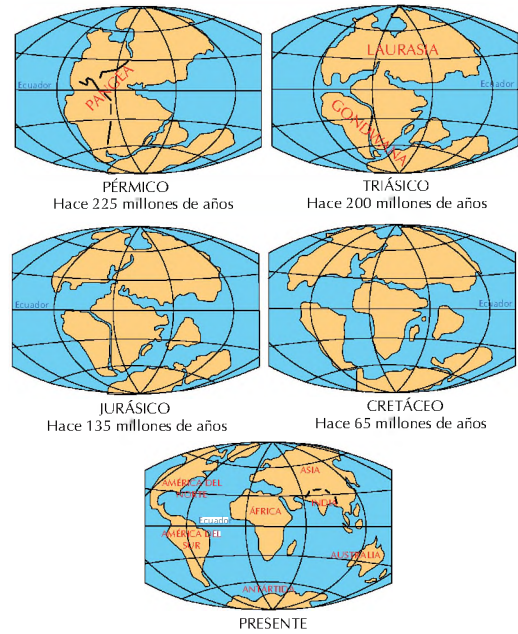 Ecuador
PANGEA
PÉRMICO
Hace 225 millones de años
LAURASIA
Ecuador
GONDWANA
TRIÁSICO
Hace 200 millones de años
Ecuador
JURÁSICO
Hace 135 millones de años
Ecuador
CRETÁCEO
Hace 65 millones de años
ASIA
AMÉRICA DEL
NORTE
INDIA
ÁFRICA
Ecuador
AMÉRICA DEL
SUR
AUSTRALIA
ANTÁRTIDA
PRESENTE